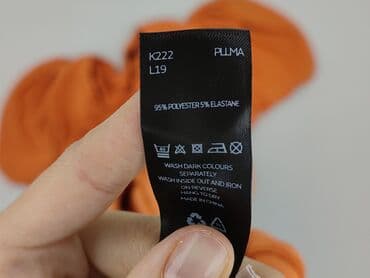 K222 PLLMA
L19
95% POLYESTER 5% ELASTANE
WASH DARK COLOURS
SEPARATELY
WASH INSIDE OUT AND IRON
ON REVERSE
HANG TO DRY
MADE IN CHINA